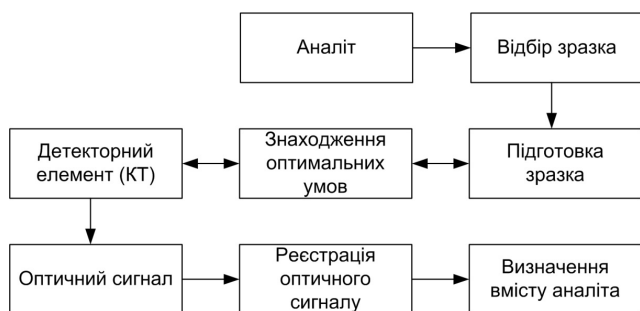 Аналіт
Відбір зразка
Детекторний
елемент (КТ)
Знаходження
оптимальних
умов
Підготовка
зразка
Оптичний сигнал
Реєстрація
оптичного
сигналу
Визначення
вмісту аналіта